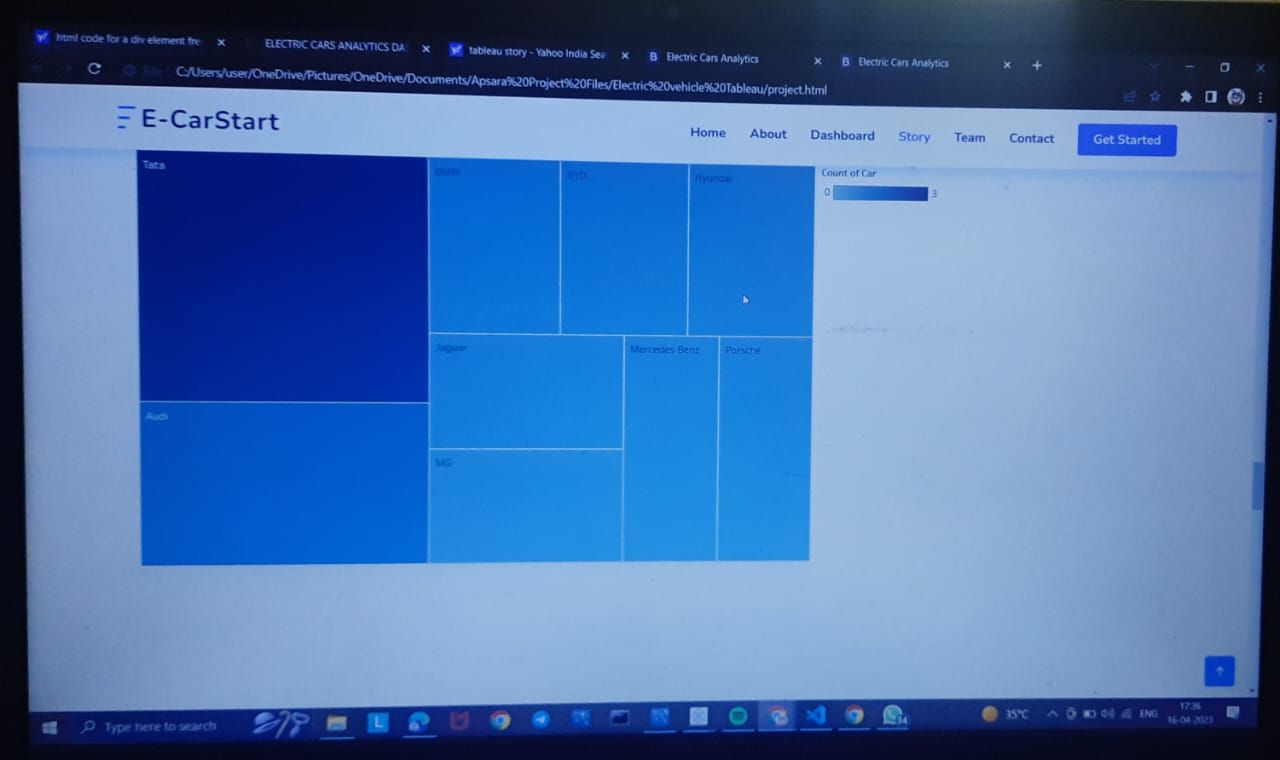 html code for a div element fre
ELECTRIC CARS ANALYTICS DA
tableau story - Yahoo India Sea
Electric Cars Analytics
Electric Cars Analytics
File
C:/Users/user/OneDrive/Pictures/OneDrive/Documents/Apsara%20Project%20Files/Electric%20vehicle%20Tableau/project.html
E-CarStart
Home About Dashboard Story Team Contact Get Started
Tata
BMW
BYD
Hyundai
Count of Car
0 3
Jaguar
Mercedes-Benz
Porsche
Audi
MG
Type here to search
L
34
35°C
ENG
17:36
16-04-2023